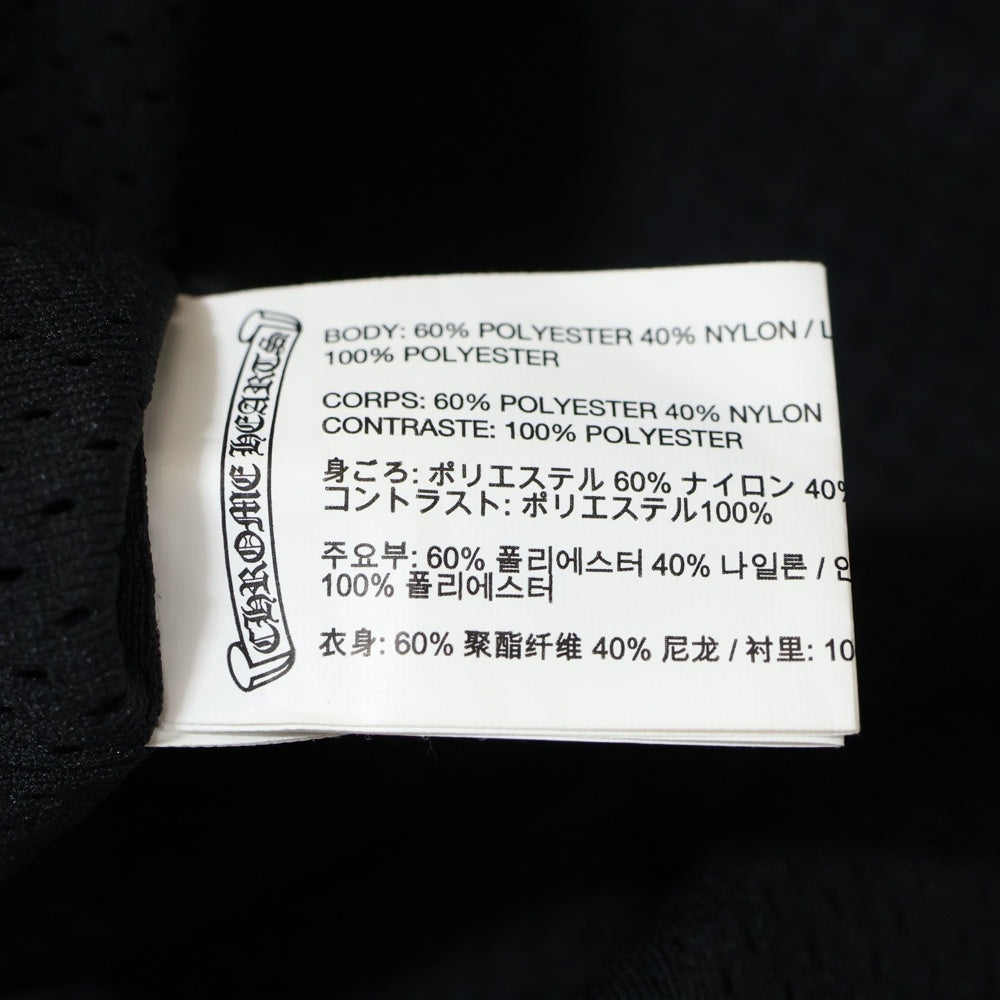 CHROME HEARTS
BODY: 60% POLYESTER 40% NYLON / L
100% POLYESTER
CORPS: 60% POLYESTER 40% NYLON
CONTRASTE: 100% POLYESTER
身ごろ: ポリエステル 60% ナイロン 40%
コントラスト: ポリエステル100%
주요부: 60% 폴리에스터 40% 나일론 / 안
100% 폴리에스터
衣身: 60% 聚酯纤维 40% 尼龙 / 衬里: 10